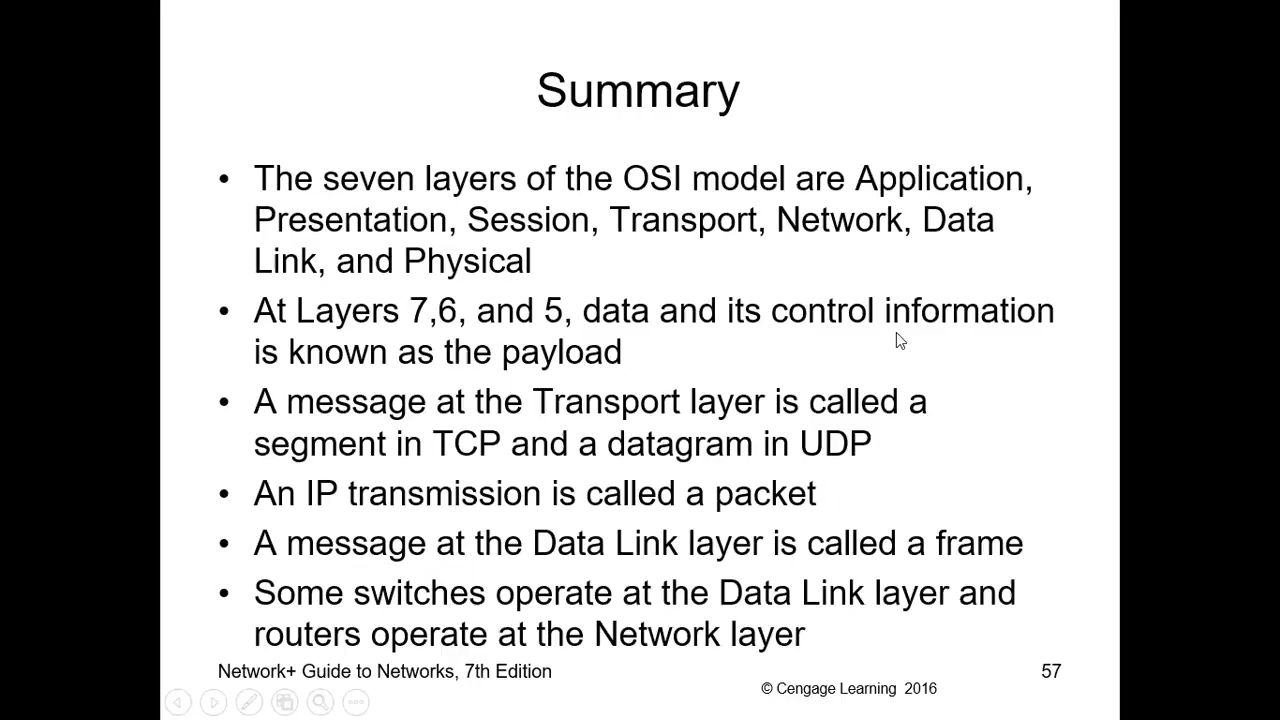 Summary
• The seven layers of the OSI model are Application,
Presentation, Session, Transport, Network, Data
Link, and Physical
• At Layers 7,6, and 5, data and its control information
is known as the payload
• A message at the Transport layer is called a
segment in TCP and a datagram in UDP
• An IP transmission is called a packet
• A message at the Data Link layer is called a frame
• Some switches operate at the Data Link layer and
routers operate at the Network layer
Network+ Guide to Networks, 7th Edition
57
© Cengage Learning 2016